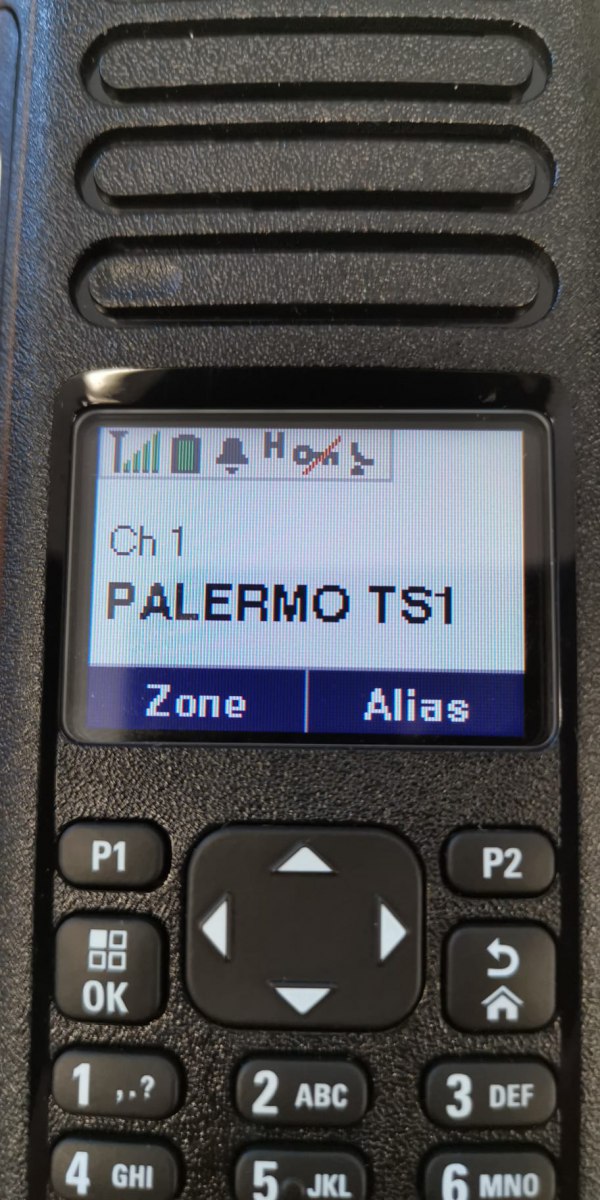 H
Ch 1
PALERMO TS1
Zone Alias
P1 P2
OK
1 ,.? 2 ABC 3 DEF
4 GHI 5 JKL 6 MNO